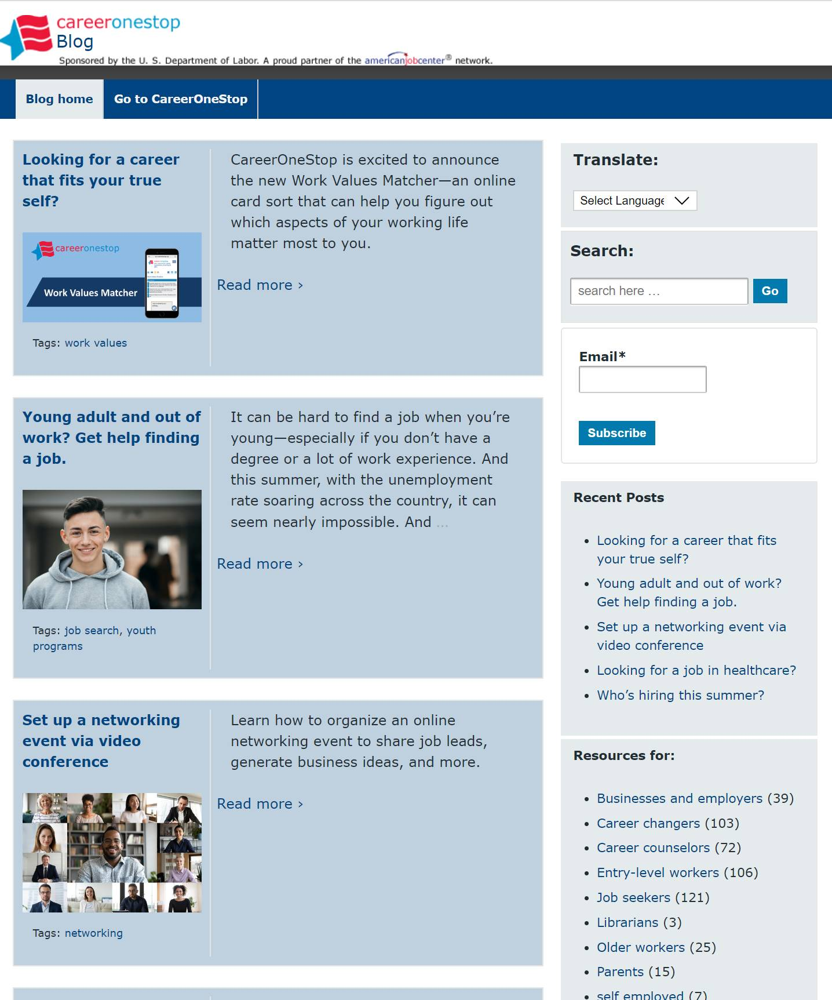 careeronestop
Blog
Sponsored by the U. S. Department of Labor. A proud partner of the americanjobcenter® network.
Blog home
Go to CareerOneStop
Looking for a career
that fits your true
self?
careeronestop
Work Values Matcher
Tags: work values
CareerOneStop is excited to announce
the new Work Values Matcher—an online
card sort that can help you figure out
which aspects of your working life
matter most to you.
Read more ›
Young adult and out of
work? Get help finding
a job.
Tags: job search, youth
programs
It can be hard to find a job when you’re
young—especially if you don’t have a
degree or a lot of work experience. And
this summer, with the unemployment
rate soaring across the country, it can
seem nearly impossible. And ...
Read more ›
Set up a networking
event via video
conference
Tags: networking
Learn how to organize an online
networking event to share job leads,
generate business ideas, and more.
Read more ›
Translate:
Select Language
Search:
search here …
Go
Email*
Subscribe
Recent Posts
• Looking for a career that fits
your true self?
• Young adult and out of work?
Get help finding a job.
• Set up a networking event via
video conference
• Looking for a job in healthcare?
• Who’s hiring this summer?
Resources for:
• Businesses and employers (39)
• Career changers (103)
• Career counselors (72)
• Entry-level workers (106)
• Job seekers (121)
• Librarians (3)
• Older workers (25)
• Parents (15)
• self employed (7)